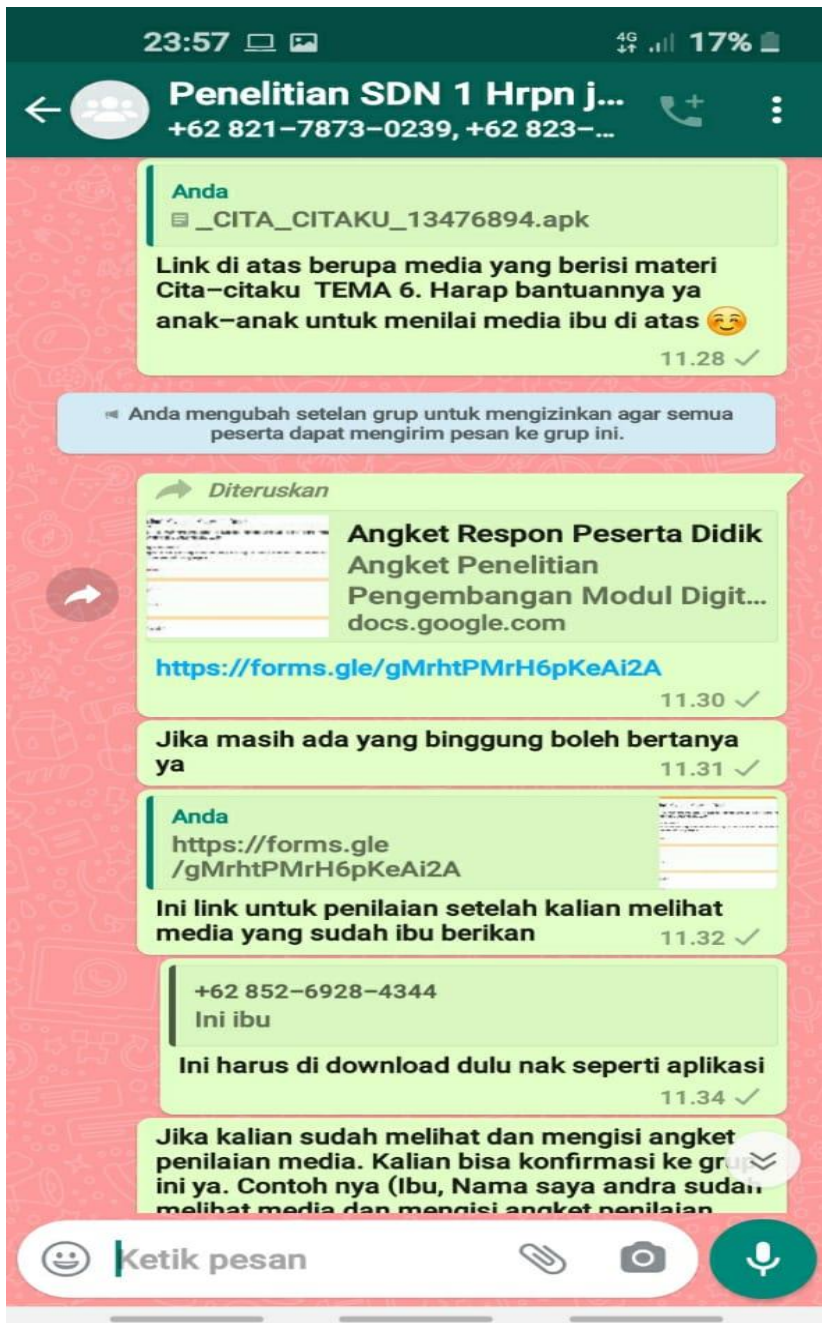 23:57 4G 17%
Penelitian SDN 1 Hrpn j...
+62 821-7873-0239, +62 823-...
Anda
_CITA_CITAKU_13476894.apk
Link di atas berupa media yang berisi materi
Cita-citaku TEMA 6. Harap bantuannya ya
anak-anak untuk menilai media ibu di atas 😊
11.28
Anda mengubah setelan grup untuk mengizinkan agar semua
peserta dapat mengirim pesan ke grup ini.
Diteruskan
Angket Respon Peserta Didik
Angket Penelitian
Pengembangan Modul Digit...
docs.google.com
https://forms.gle/gMrhtPMrH6pKeAi2A
11.30
Jika masih ada yang binggung boleh bertanya
ya 11.31
Anda
https://forms.gle
/gMrhtPMrH6pKeAi2A
Ini link untuk penilaian setelah kalian melihat
media yang sudah ibu berikan 11.32
+62 852-6928-4344
Ini ibu
Ini harus di download dulu nak seperti aplikasi
11.34
Jika kalian sudah melihat dan mengisi angket
penilaian media. Kalian bisa konfirmasi ke grup
ini ya. Contoh nya (Ibu, Nama saya andra sudah
melihat media dan mengisi angket penilaian
Ketik pesan